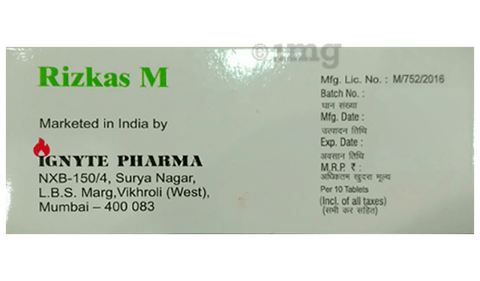 1mg
Rizkas M
Marketed in India by
IGNYTE PHARMA
NXB-150/4, Surya Nagar,
L.B.S. Marg,Vikhroli (West),
Mumbai – 400 083
Mfg. Lic. No. : M/752/2016
Batch No. :
घान संख्या
Mfg. Date :
उत्पादन तिथि
Exp. Date :
अवसान तिथि
M.R.P. ₹ :
अधिकतम खुदरा मूल्य
Per 10 Tablets
(Incl. of all taxes)
(सभी कर सहित)